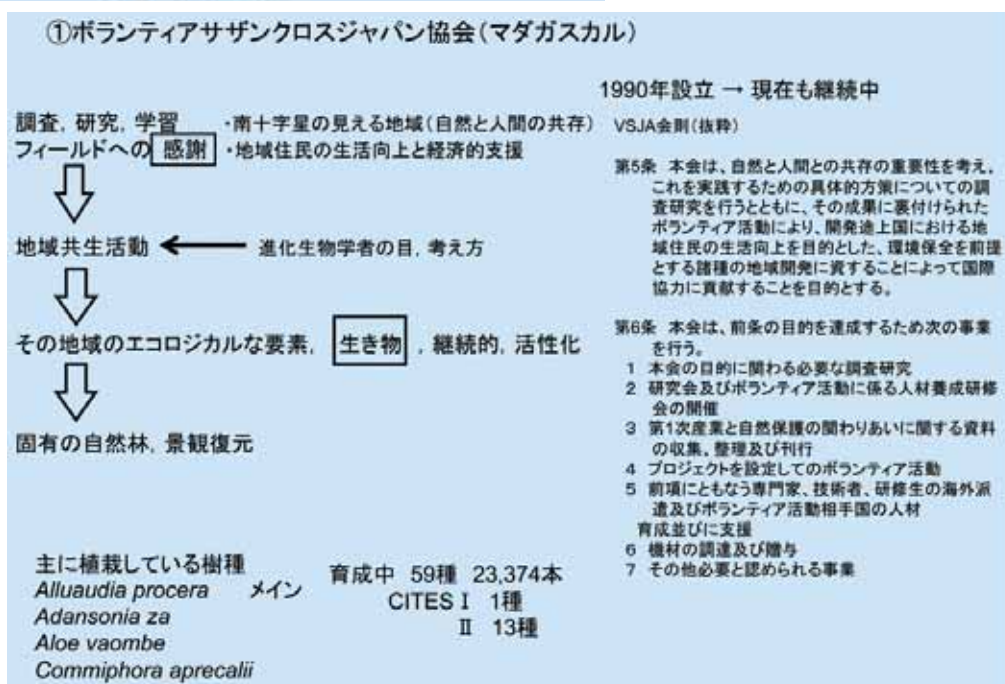 ①ボランティアサザンクロスジャパン協会(マダガスカル)
調査, 研究, 学習 ・南十字星の見える地域(自然と人間の共存)
フィールドへの 感謝 ・地域住民の生活向上と経済的支援
地域共生活動 進化生物学者の目, 考え方
その地域のエコロジカルな要素, 生き物 , 継続的, 活性化
固有の自然林, 景観復元
主に植栽している樹種
Alluaudia procera メイン
Adansonia za
Aloe vaombe
Commiphora aprecalii
育成中 59種 23,374本
CITES I 1種
II 13種
1990年設立 → 現在も継続中
VSJA会則(抜粋)
第5条 本会は、自然と人間との共存の重要性を考え,
これを実践するための具体的方策についての調
査研究を行うとともに、その成果に裏付けられた
ボランティア活動により、開発途上国における地
域住民の生活向上を目的とした、環境保全を前提
とする諸種の地域開発に資することによって国際
協力に貢献することを目的とする。
第6条 本会は、前条の目的を達成するため次の事業
を行う。
1 本会の目的に関わる必要な調査研究
2 研究会及びボランティア活動に係る人材養成研修
会の開催
3 第1次産業と自然保護の関わりあいに関する資料
の収集、整理及び刊行
4 プロジェクトを設定してのボランティア活動
5 前項にともなう専門家、技術者、研修生の海外派
遣及びボランティア活動相手国の人材
育成並びに支援
6 機材の調達及び贈与
7 その他必要と認められる事業